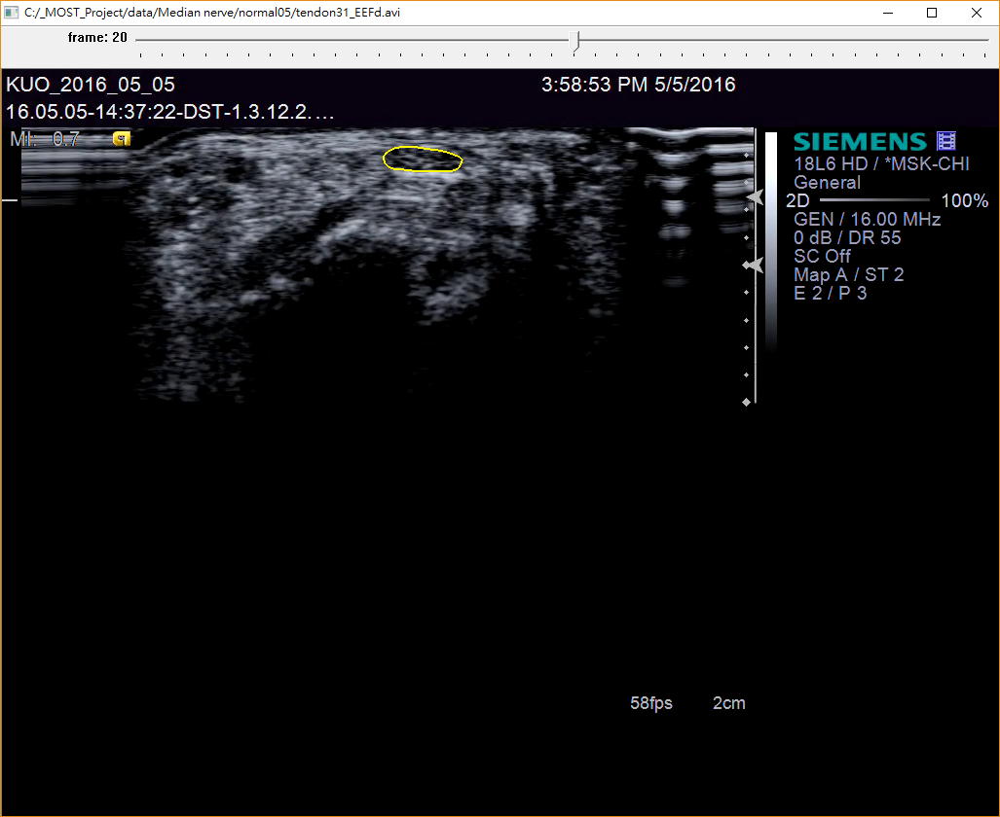 C:/_MOST_Project/data/Median nerve/normal05/tendon31_EEFd.avi
frame: 20
KUO_2016_05_05
3:58:53 PM 5/5/2016
16.05.05-14:37:22-DST-1.3.12.2. ...
MI: 0.7
SIEMENS
18L6 HD / *MSK-CHI
General
2D 100%
GEN / 16.00 MHz
0 dB / DR 55
SC Off
Map A / ST 2
E 2 / P 3
58fps 2cm